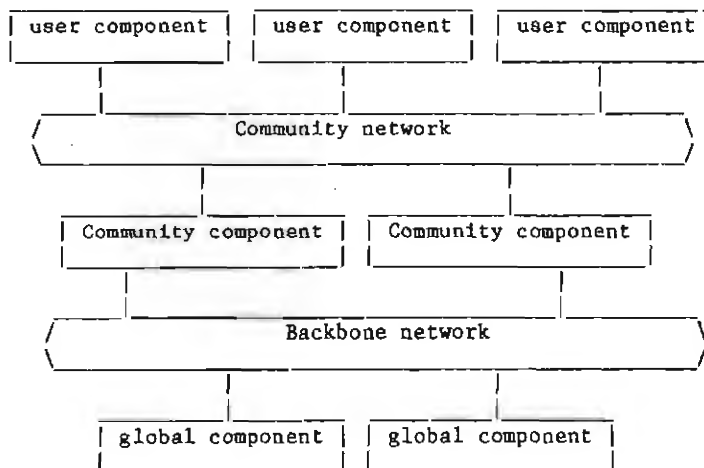 user component user component user component
Community network
Community component Community component
Backbone network
global component global component